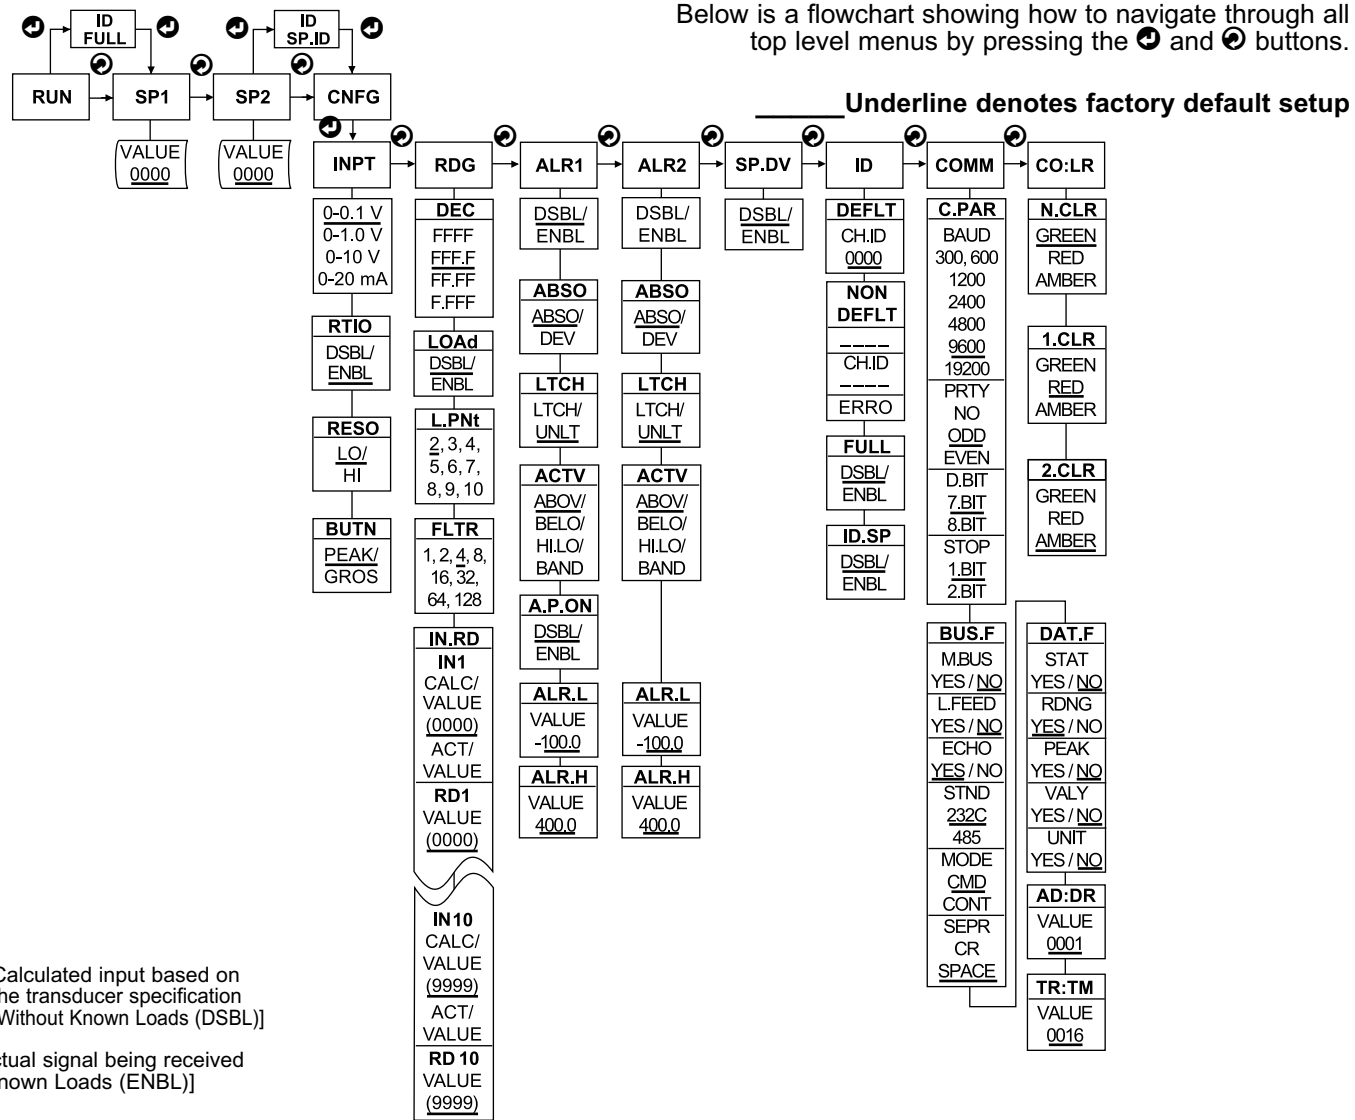 Below is a flowchart showing how to navigate through all
top level menus by pressing the and buttons.
Underline denotes factory default setup
ID
FULL
ID
SP.ID
RUN
SP1
SP2
CNFG
VALUE
0000
VALUE
0000
INPT
RDG
ALR1
ALR2
SP.DV
ID
COMM
CO:LR
0-0.1 V
0-1.0 V
0-10 V
0-20 mA
RTIO
DSBL/
ENBL
RESO
LO/
HI
BUTN
PEAK/
GROS
DEC
FFFF
FFF.F
FF.FF
F.FFF
LOAd
DSBL/
ENBL
L.PNt
2, 3, 4,
5, 6, 7,
8, 9, 10
FLTR
1, 2, 4, 8,
16, 32,
64, 128
IN.RD
IN1
CALC/
VALUE
(0000)
ACT/
VALUE
RD1
VALUE
(0000)
IN10
CALC/
VALUE
(9999)
ACT/
VALUE
RD 10
VALUE
(9999)
DSBL/
ENBL
ABSO
ABSO/
DEV
LTCH
LTCH/
UNLT
ACTV
ABOV/
BELO/
HI.LO/
BAND
A.P.ON
DSBL/
ENBL
ALR.L
VALUE
-100.0
ALR.H
VALUE
400.0
DSBL/
ENBL
ABSO
ABSO/
DEV
LTCH
LTCH/
UNLT
ACTV
ABOV/
BELO/
HI.LO/
BAND
ALR.L
VALUE
-100.0
ALR.H
VALUE
400.0
DSBL/
ENBL
DEFLT
CH.ID
0000
NON
DEFLT
_ _ _ _
CH.ID
_ _ _ _
ERRO
FULL
DSBL/
ENBL
ID.SP
DSBL/
ENBL
C.PAR
BAUD
300, 600
1200
2400
4800
9600
19200
PRTY
NO
ODD
EVEN
D.BIT
7.BIT
8.BIT
STOP
1.BIT
2.BIT
BUS.F
M.BUS
YES / NO
L.FEED
YES / NO
ECHO
YES / NO
STND
232C
485
MODE
CMD
CONT
SEPR
CR
SPACE
N.CLR
GREEN
RED
AMBER
1.CLR
GREEN
RED
AMBER
2.CLR
GREEN
RED
AMBER
DAT.F
STAT
YES / NO
RDNG
YES / NO
PEAK
YES / NO
VALY
YES / NO
UNIT
YES / NO
AD:DR
VALUE
0001
TR:TM
VALUE
0016
Calculated input based on
he transducer specification
Without Known Loads (DSBL)]
ctual signal being received
nown Loads (ENBL)]